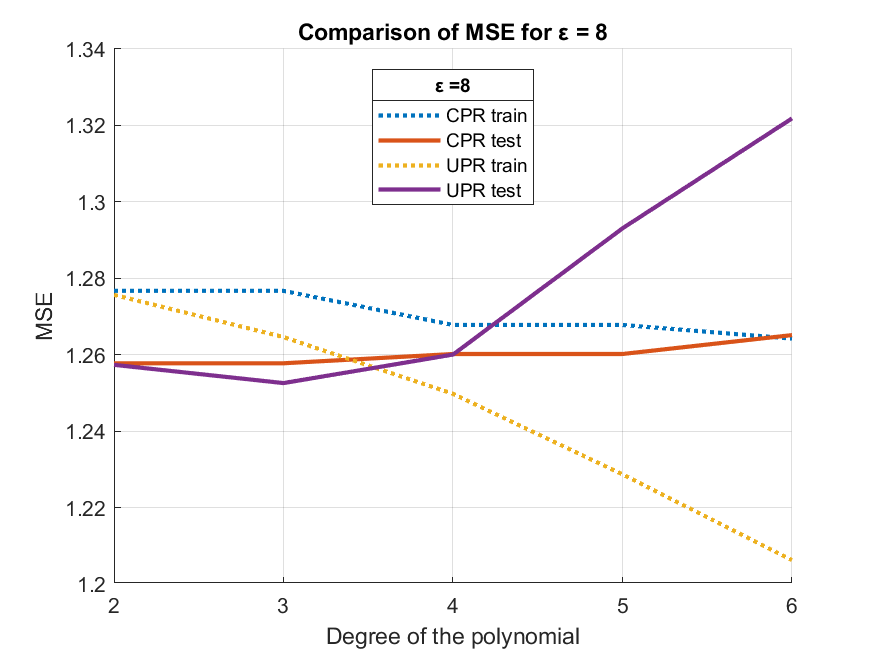 Comparison of MSE for ε = 8
1.34
1.32
1.3
1.28
1.26
1.24
1.22
1.2
MSE
ε =8
CPR train
CPR test
UPR train
UPR test
2 3 4 5 6
Degree of the polynomial